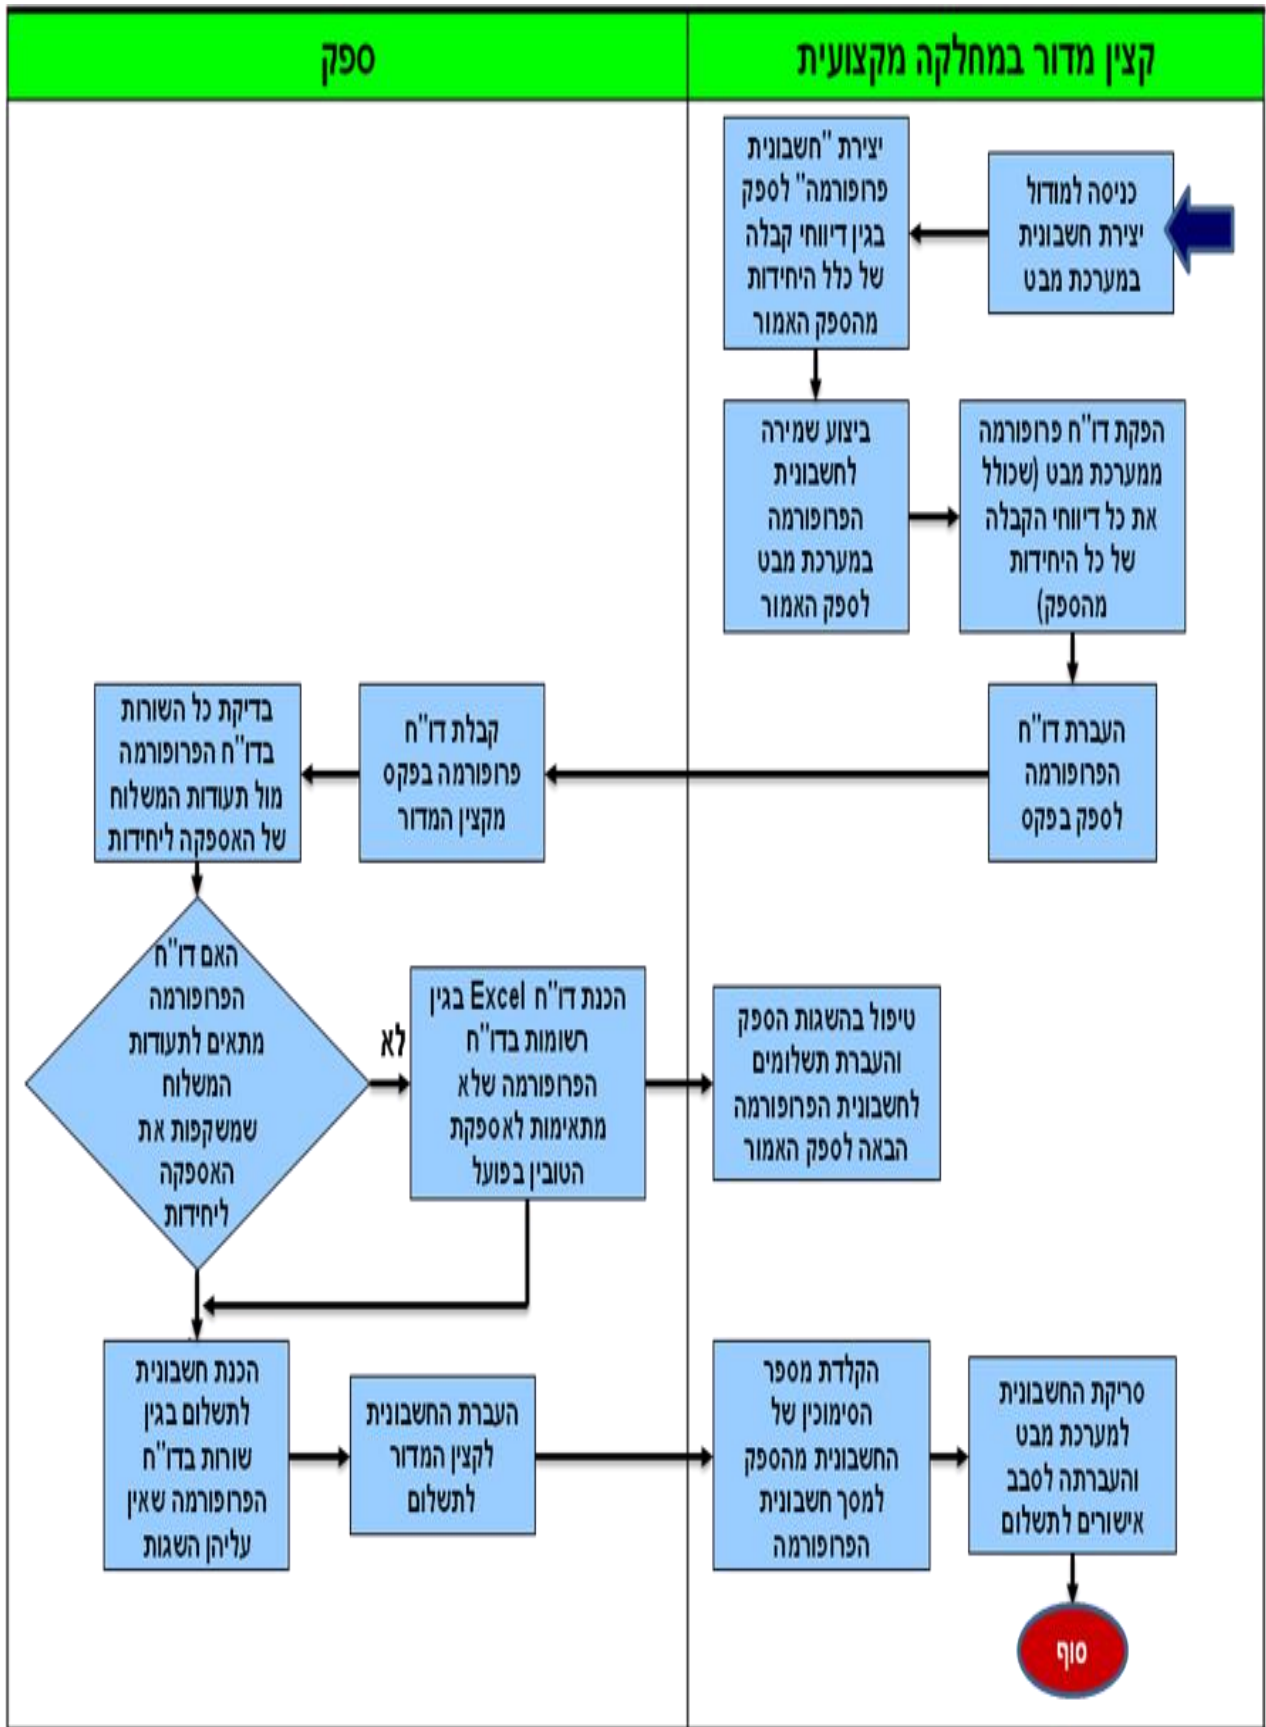 קצין מדור במחלקה מקצועית
ספק
כניסה למודול
יצירת חשבונית
במערכת מבט
יצירת "חשבונית
פרופורמה" לספק
בגין דיווחי קבלה
של כלל היחידות
מהספק האמור
ביצוע שמירה
לחשבונית
הפרופורמה
במערכת מבט
לספק האמור
הפקת דו"ח פרופורמה
ממערכת מבט (שכולל
את כל דיווחי הקבלה
של כל היחידות
מהספק)
העברת דו"ח
הפרופורמה
לספק בפקס
קבלת דו"ח
פרופורמה בפקס
מקצין המדור
בדיקת כל השורות
בדו"ח הפרופורמה
מול תעודות המשלוח
של האספקה ליחידות
האם דו"ח
הפרופורמה
מתאים לתעודות
המשלוח
שמשקפות את
האספקה
ליחידות
לא
הכנת דו"ח Excel בגין
רשומות בדו"ח
הפרופורמה שלא
מתאימות לאספקת
הטובין בפועל
טיפול בהשגות הספק
והעברת תשלומים
לחשבונית הפרופורמה
הבאה לספק האמור
הכנת חשבונית
לתשלום בגין
שורות בדו"ח
הפרופורמה שאין
עליהן השגות
העברת החשבונית
לקצין המדור
לתשלום
הקלדת מספר
הסימוכין של
החשבונית מהספק
למסך חשבונית
הפרופורמה
סריקת החשבונית
למערכת מבט
והעברתה לסבב
אישורים לתשלום
סוף